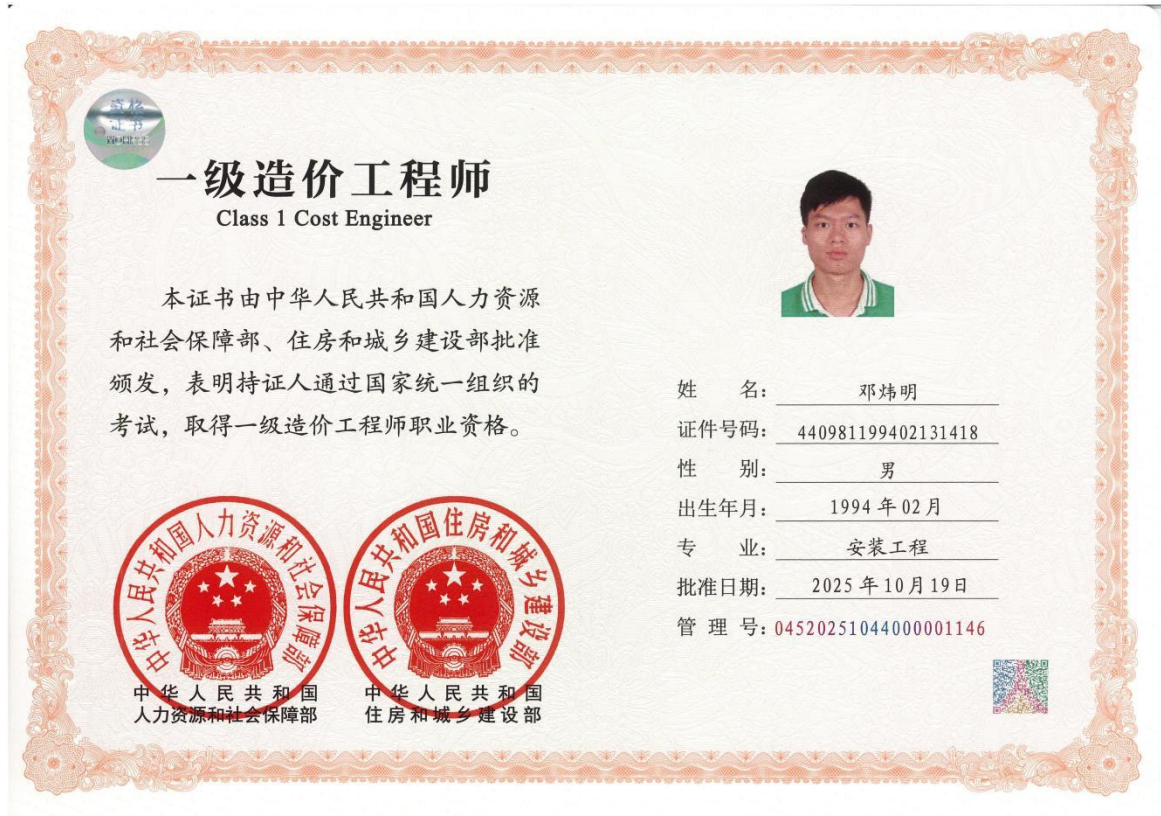 资格
证书
一级造价工程师
Class 1 Cost Engineer
本证书由中华人民共和国人力资源
和社会保障部、住房和城乡建设部批准
颁发，表明持证人通过国家统一组织的
考试，取得一级造价工程师职业资格。
中华人民共和国人力资源和社会保障部
中华人民共和国住房和城乡建设部
中华人民共和国
人力资源和社会保障部
中华人民共和国
住房和城乡建设部
姓 名：邓炜明
证件号码：440981199402131418
性 别：男
出生年月：1994年02月
专 业：安装工程
批准日期：2025年10月19日
管 理 号：04520251044000001146